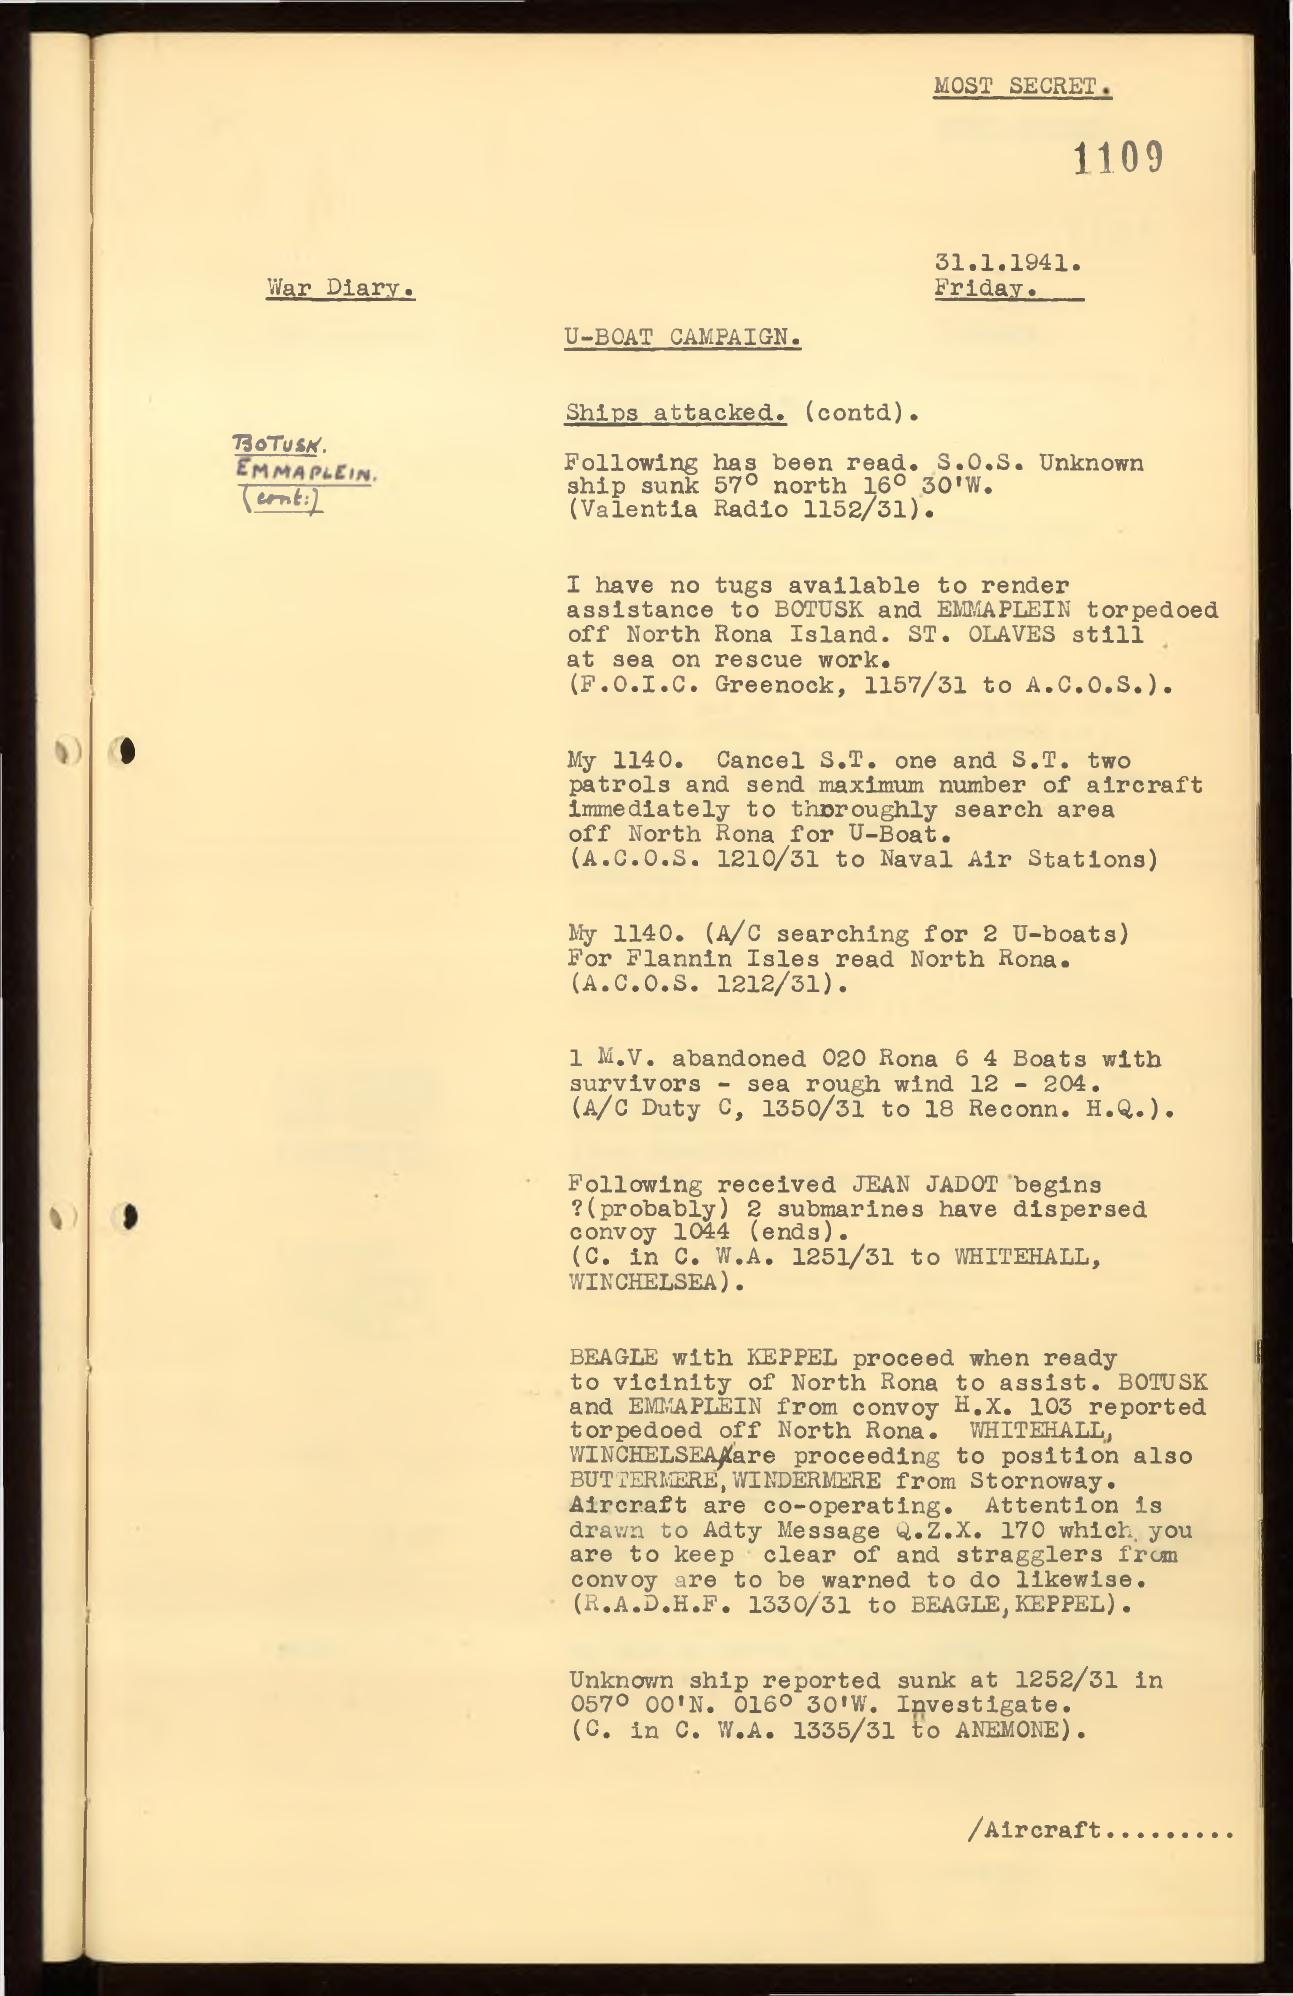 MOST SECRET.
1109
31.1.1941.
War Diary.
Friday.
U-BOAT CAMPAIGN.
Ships attacked. (contd).
BOTUSK.
EMMAPLEIN.
(cont:)
Following has been read. S.O.S. Unknown
ship sunk 57° north 16° 30'W.
(Valentia Radio 1152/31).
I have no tugs available to render
assistance to BOTUSK and EMMAPLEIN torpedoed
off North Rona Island. ST. OLAVES still
at sea on rescue work.
(F.O.I.C. Greenock, 1157/31 to A.C.O.S.).
My 1140. Cancel S.T. one and S.T. two
patrols and send maximum number of aircraft
immediately to thoroughly search area
off North Rona for U-Boat.
(A.C.O.S. 1210/31 to Naval Air Stations)
My 1140. (A/C searching for 2 U-boats)
For Flannin Isles read North Rona.
(A.C.O.S. 1212/31).
1 M.V. abandoned 020 Rona 6 4 Boats with
survivors - sea rough wind 12 - 204.
(A/C Duty C, 1350/31 to 18 Reconn. H.Q.).
Following received JEAN JADOT begins
?(probably) 2 submarines have dispersed
convoy 1044 (ends).
(C. in C. W.A. 1251/31 to WHITEHALL,
WINCHELSEA).
BEAGLE with KEPPEL proceed when ready
to vicinity of North Rona to assist. BOTUSK
and EMMAPLEIN from convoy H.X. 103 reported
torpedoed off North Rona. WHITEHALL,
WINCHELSEA/are proceeding to position also
BUTTERMERE, WINDERMERE from Stornoway.
Aircraft are co-operating. Attention is
drawn to Adty Message Q.Z.X. 170 which you
are to keep clear of and stragglers from
convoy are to be warned to do likewise.
(R.A.D.H.F. 1330/31 to BEAGLE, KEPPEL).
Unknown ship reported sunk at 1252/31 in
057° 00'N. 016° 30'W. Investigate.
(C. in C. W.A. 1335/31 to ANEMONE).
/Aircraft.........